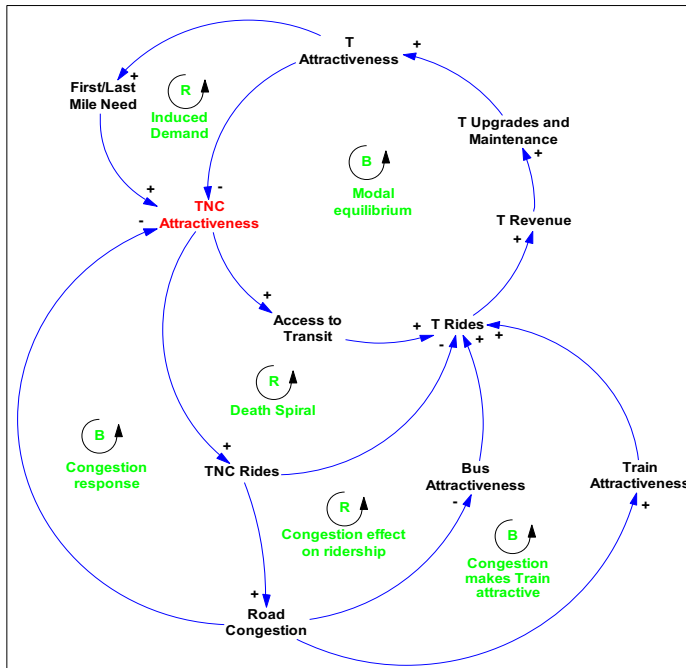 T
Attractiveness
+
+
First/Last
Mile Need
R
Induced
Demand
T Upgrades and
Maintenance
+
B
Modal
equilibrium
+
-
-
TNC
Attractiveness
T Revenue
+
+
Access to
Transit
+
T Rides
-
+
+
R
Death Spiral
B
Congestion
response
+
TNC Rides
Bus
Attractiveness
-
Train
Attractiveness
+
R
Congestion effect
on ridership
B
Congestion
makes Train
attractive
+
Road
Congestion